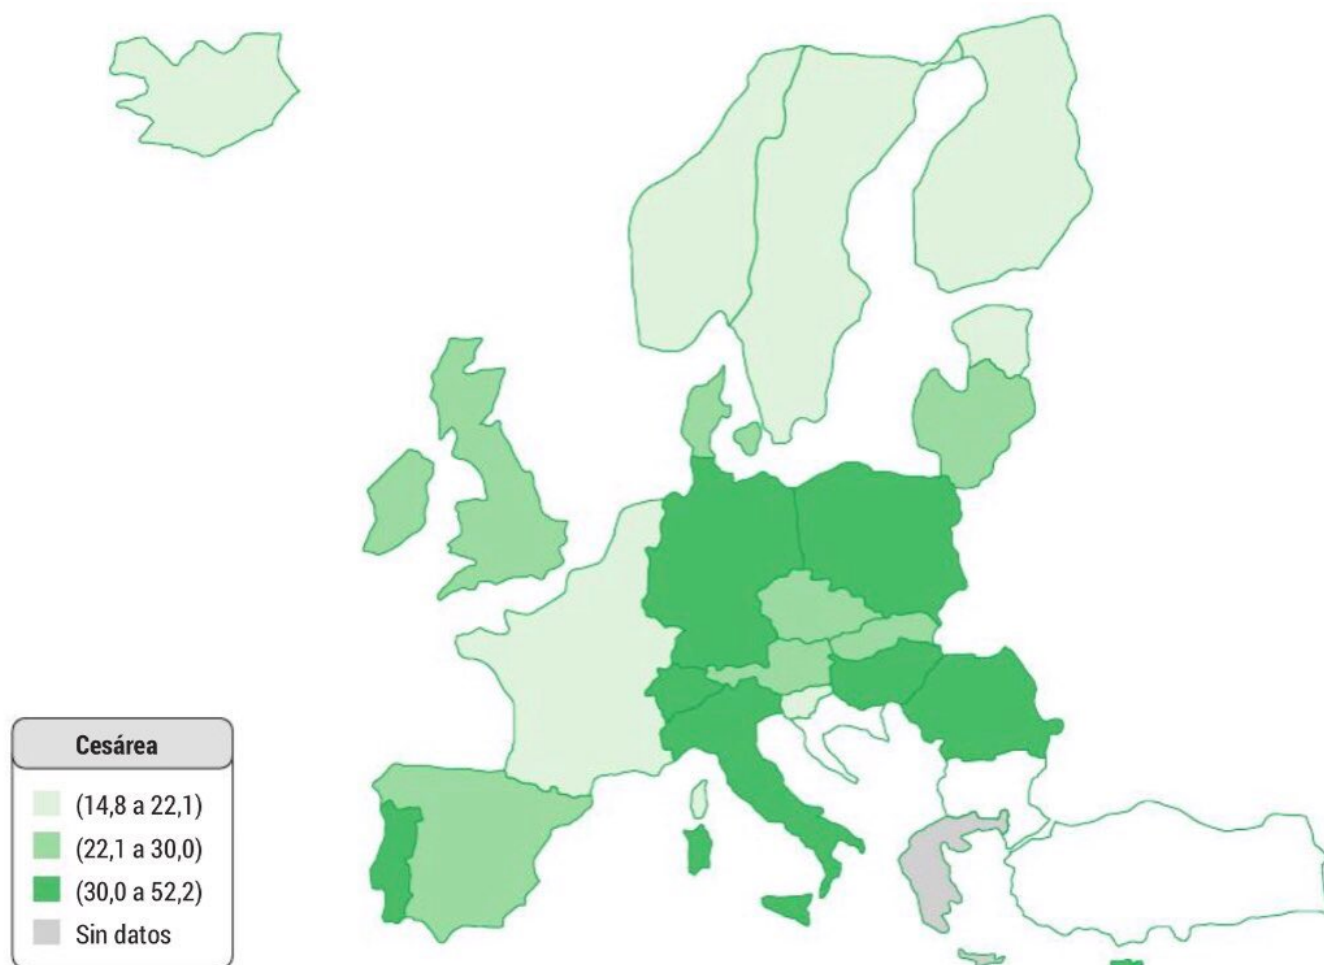 Cesárea
(14,8 a 22,1)
(22,1 a 30,0)
(30,0 a 52,2)
Sin datos